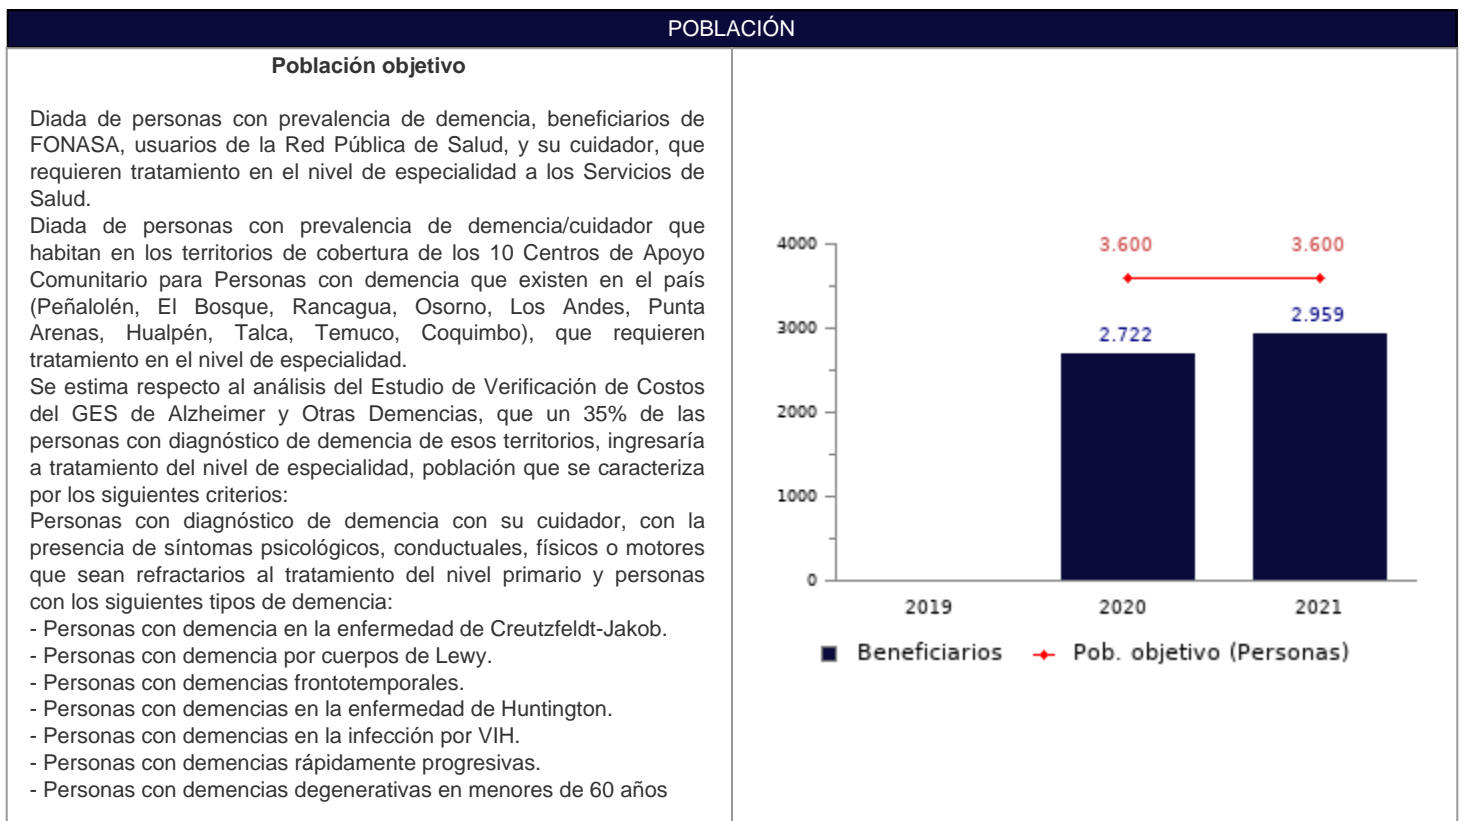 POBLACIÓN
Población objetivo
Diada de personas con prevalencia de demencia, beneficiarios de
FONASA, usuarios de la Red Pública de Salud, y su cuidador, que
requieren tratamiento en el nivel de especialidad a los Servicios de
Salud.
Diada de personas con prevalencia de demencia/cuidador que
habitan en los territorios de cobertura de los 10 Centros de Apoyo
Comunitario para Personas con demencia que existen en el país
(Peñalolén, El Bosque, Rancagua, Osorno, Los Andes, Punta
Arenas, Hualpén, Talca, Temuco, Coquimbo), que requieren
tratamiento en el nivel de especialidad.
Se estima respecto al análisis del Estudio de Verificación de Costos
del GES de Alzheimer y Otras Demencias, que un 35% de las
personas con diagnóstico de demencia de esos territorios, ingresaría
a tratamiento del nivel de especialidad, población que se caracteriza
por los siguientes criterios:
Personas con diagnóstico de demencia con su cuidador, con la
presencia de síntomas psicológicos, conductuales, físicos o motores
que sean refractarios al tratamiento del nivel primario y personas
con los siguientes tipos de demencia:
- Personas con demencia en la enfermedad de Creutzfeldt-Jakob.
- Personas con demencia por cuerpos de Lewy.
- Personas con demencias frontotemporales.
- Personas con demencias en la enfermedad de Huntington.
- Personas con demencias en la infección por VIH.
- Personas con demencias rápidamente progresivas.
- Personas con demencias degenerativas en menores de 60 años
4000
3000
2000
1000
0
3.600 3.600
2.722 2.959
2019 2020 2021
Beneficiarios Pob. objetivo (Personas)